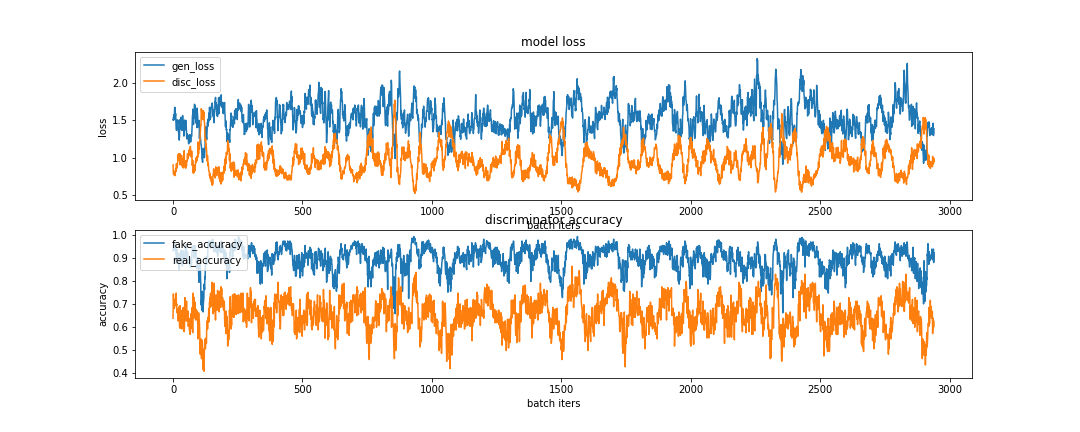 model loss
gen_loss
disc_loss
loss
2.0
1.5
1.0
0.5
0 500 1000 1500 2000 2500 3000
batch iters
discriminator accuracy
fake_accuracy
real_accuracy
accuracy
1.0
0.9
0.8
0.7
0.6
0.5
0.4
0 500 1000 1500 2000 2500 3000
batch iters